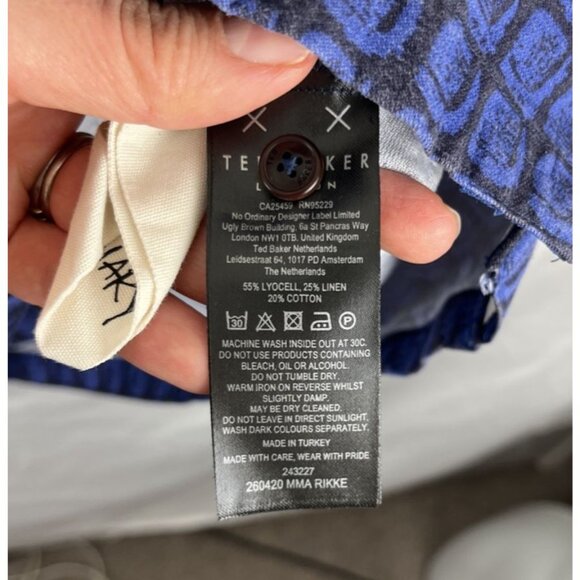 TED BAKER
LONDON
CA25459 RN95229
No Ordinary Designer Label Limited
Ugly Brown Building, 6a St Pancras Way
London NW1 0TB. United Kingdom
Ted Baker Netherlands
Leidsestraat 64, 1017 PD Amsterdam
The Netherlands
55% LYOCELL, 25% LINEN
20% COTTON
30
P
MACHINE WASH INSIDE OUT AT 30C.
DO NOT USE PRODUCTS CONTAINING
BLEACH, OIL OR ALCOHOL.
DO NOT TUMBLE DRY.
WARM IRON ON REVERSE WHILST
SLIGHTLY DAMP.
MAY BE DRY CLEANED.
DO NOT LEAVE IN DIRECT SUNLIGHT,
WASH DARK COLOURS SEPARATELY.
MADE IN TURKEY
MADE WITH CARE, WEAR WITH PRIDE
243227
260420 MMA RIKKE